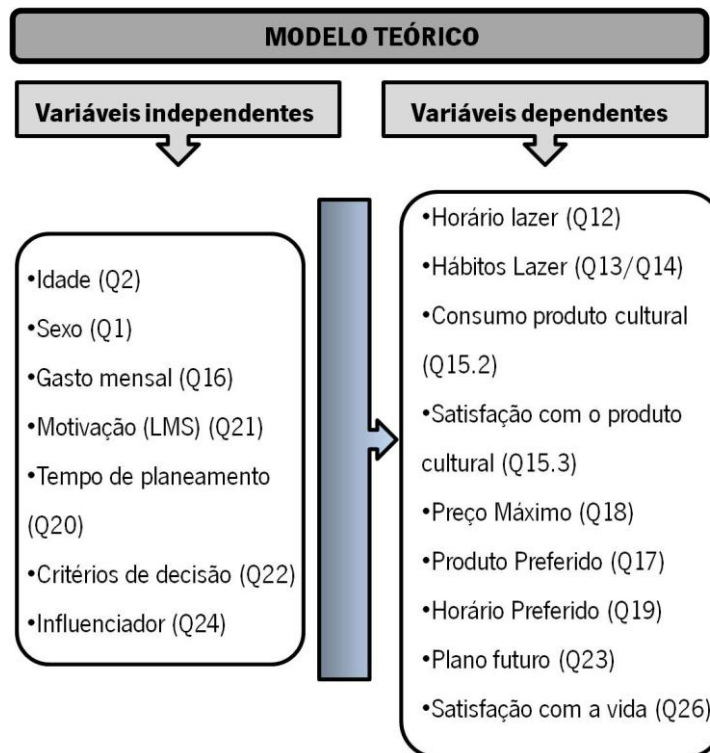 MODELO TEÓRICO
Variáveis independentes
•Idade (Q2)
•Sexo (Q1)
•Gasto mensal (Q16)
•Motivação (LMS) (Q21)
•Tempo de planeamento
(Q20)
•Critérios de decisão (Q22)
•Influenciador (Q24)
Variáveis dependentes
•Horário lazer (Q12)
•Hábitos Lazer (Q13/Q14)
•Consumo produto cultural
(Q15.2)
•Satisfação com o produto
cultural (Q15.3)
•Preço Máximo (Q18)
•Produto Preferido (Q17)
•Horário Preferido (Q19)
•Plano futuro (Q23)
•Satisfação com a vida (Q26)